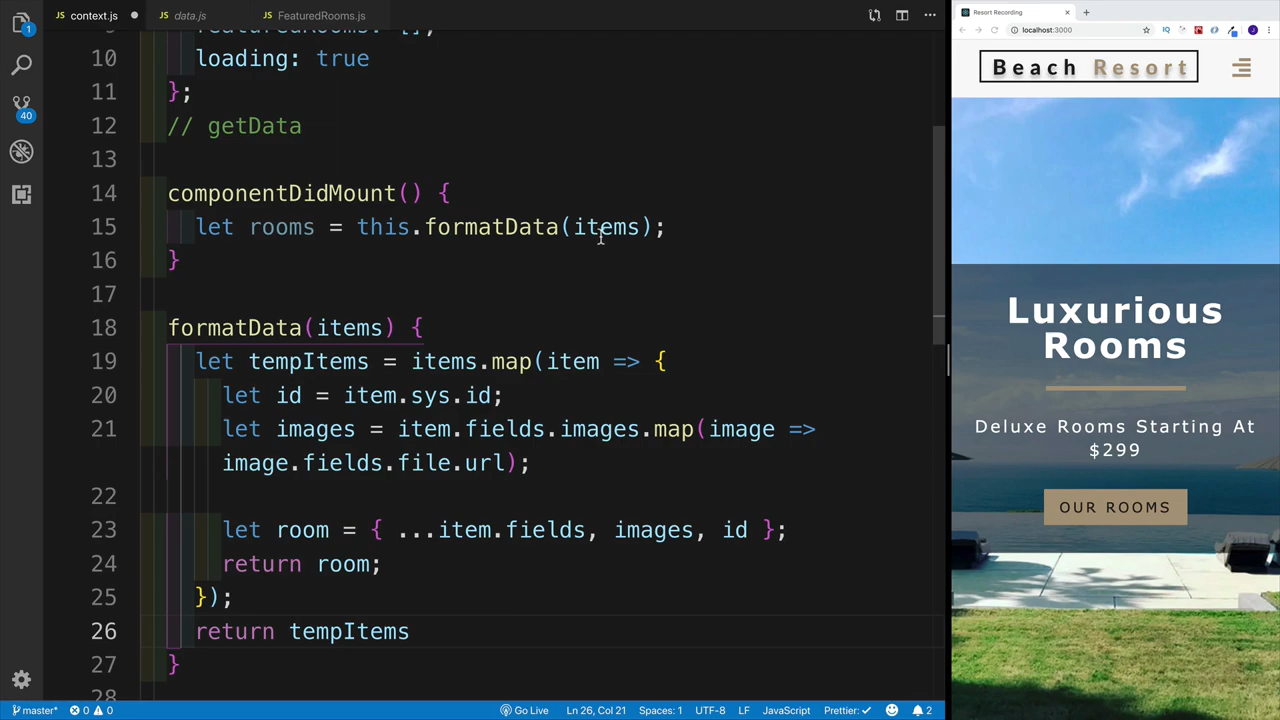 context.js
data.js
FeaturedRooms.js
10 loading: true
11 };
12 // getData
13
14 componentDidMount() {
15 let rooms = this.formatData(items);
16 }
17
18 formatData(items) {
19 let tempItems = items.map(item => {
20 let id = item.sys.id;
21 let images = item.fields.images.map(image =>
image.fields.file.url);
22
23 let room = { ...item.fields, images, id };
24 return room;
25 });
26 return tempItems
27 }
1
40
master*
0 0
Go Live
Ln 26, Col 21
Spaces: 1
UTF-8
LF
JavaScript
Prettier:
2
Resort Recording
localhost:3000
Beach Resort
Luxurious
Rooms
Deluxe Rooms Starting At
$299
OUR ROOMS